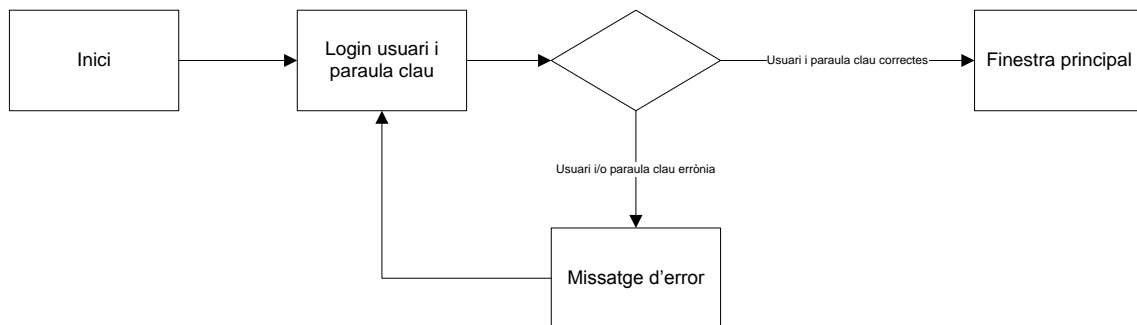 Inici
Login usuari i
paraula clau
Usuari i paraula clau correctes
Finestra principal
Usuari i/o paraula clau errònia
Missatge d’error